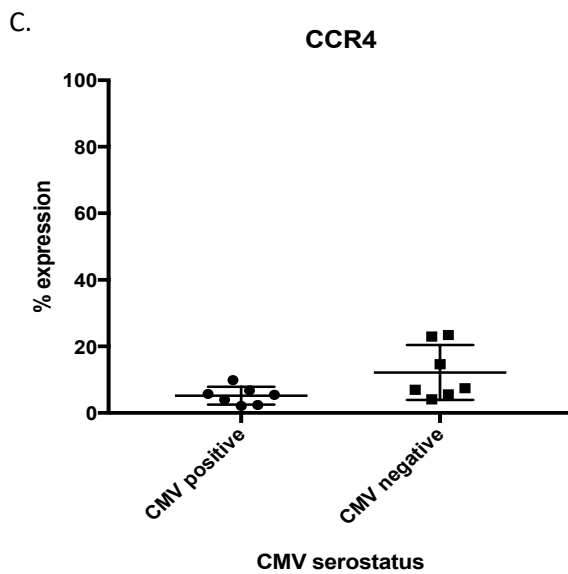 C.
CCR4
100
80
60
40
20
0
% expression
CMV positive
CMV negative
CMV serostatus